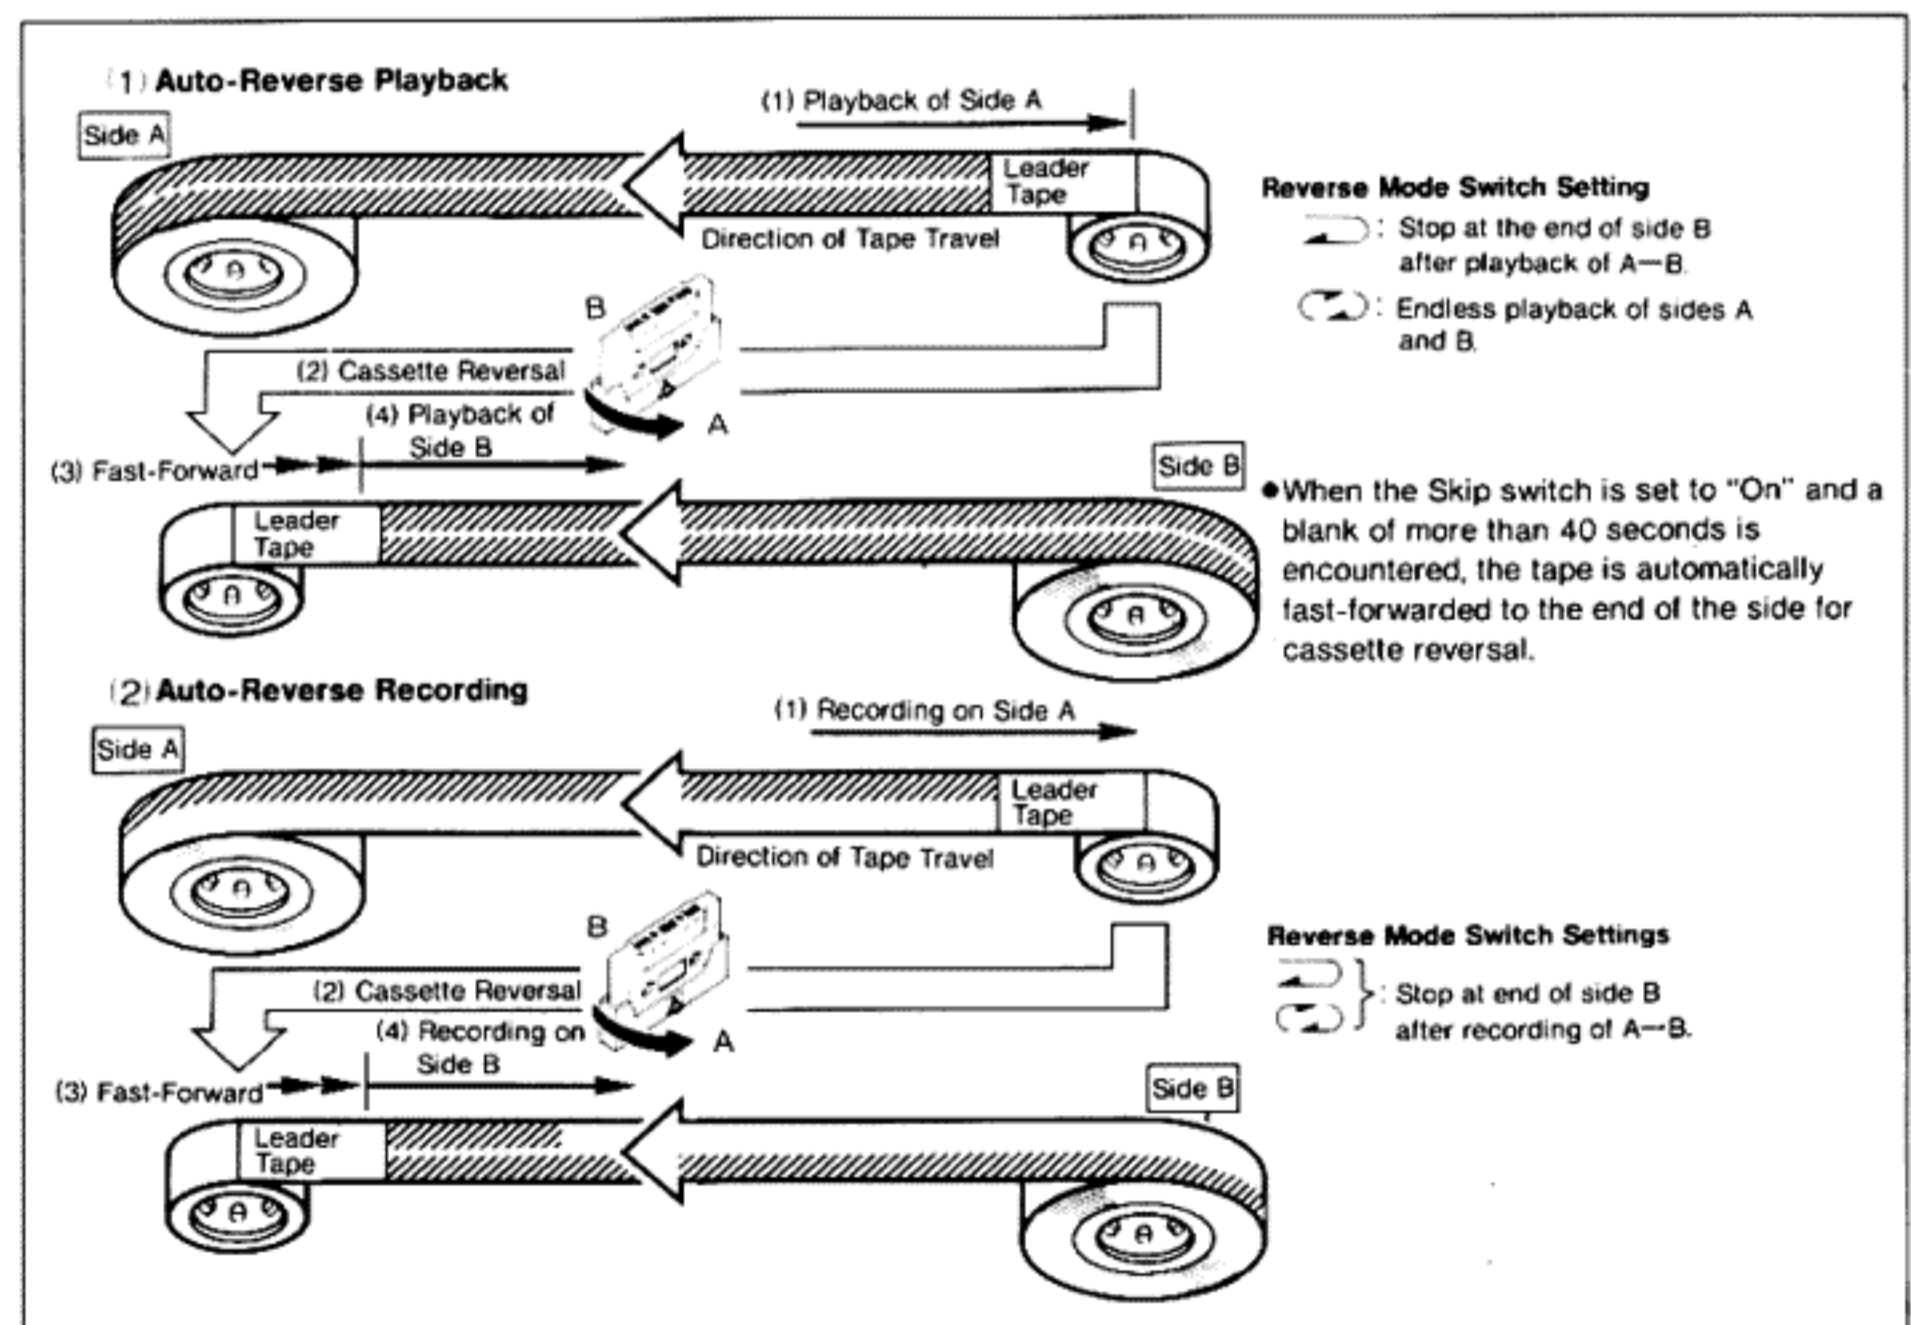 (1) Auto-Reverse Playback
(1) Playback of Side A
Side A
Leader
Tape
Direction of Tape Travel
A
A
Reverse Mode Switch Setting
: Stop at the end of side B
after playback of A—B.
: Endless playback of sides A
and B.
B
(2) Cassette Reversal
A
(4) Playback of
Side B
(3) Fast-Forward
Side B
Leader
Tape
A
A
●When the Skip switch is set to "On" and a
blank of more than 40 seconds is
encountered, the tape is automatically
fast-forwarded to the end of the side for
cassette reversal.
(2) Auto-Reverse Recording
(1) Recording on Side A
Side A
Leader
Tape
Direction of Tape Travel
A
A
B
(2) Cassette Reversal
A
(4) Recording on
Side B
(3) Fast-Forward
Reverse Mode Switch Settings
: Stop at end of side B
after recording of A—B.
Side B
Leader
Tape
A
A